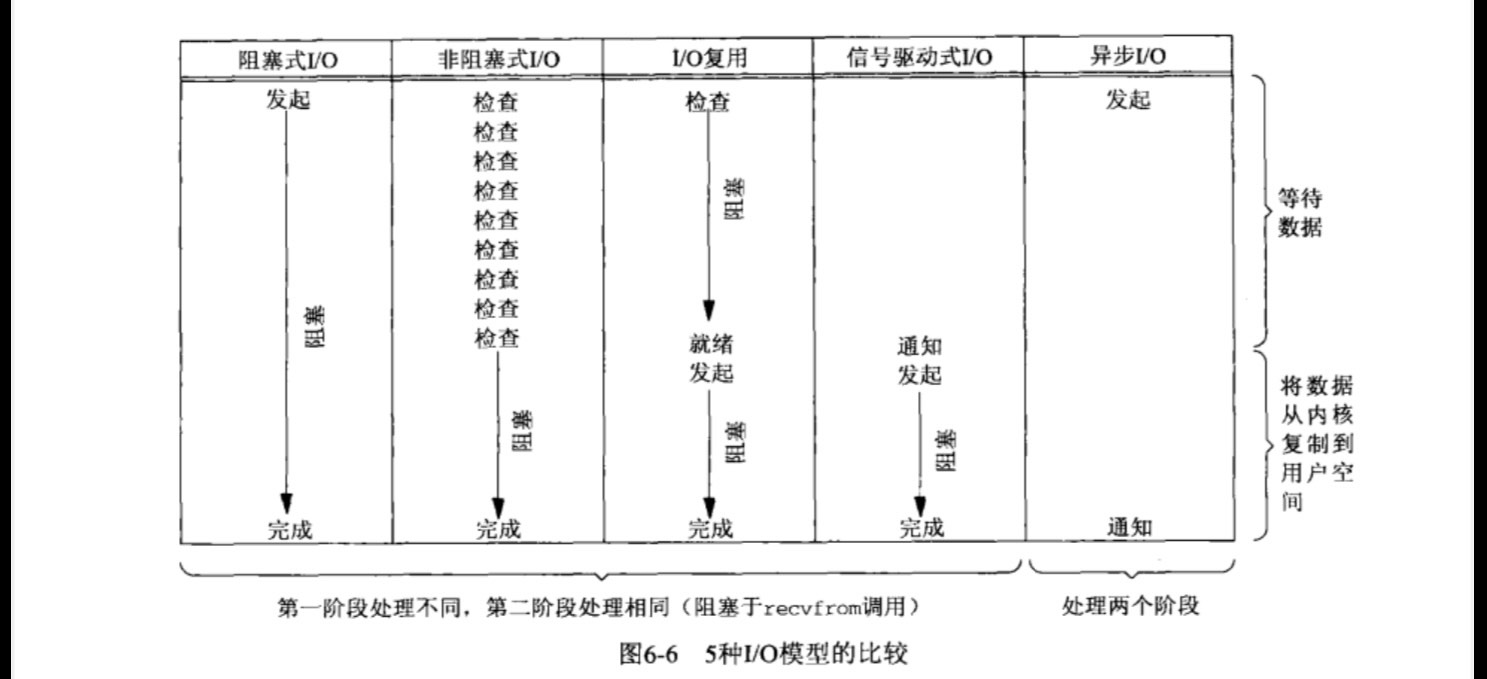 阻塞式I/O 非阻塞式I/O I/O复用 信号驱动式I/O 异步I/O
发起 检查 检查 发起
检查
检查
检查
检查
检查
检查
检查
检查
阻塞
阻塞
就绪 通知
发起 发起
阻塞
阻塞
阻塞
完成 完成 完成 完成 通知
等待
数据
将数据
从内核
复制到
用户空
间
第一阶段处理不同，第二阶段处理相同（阻塞于recvfrom调用） 处理两个阶段
图6-6 5种I/O模型的比较